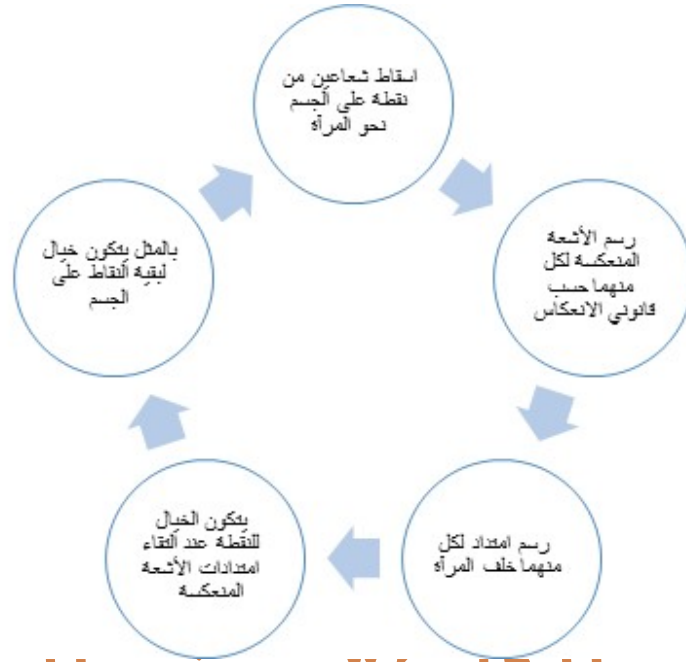 اسقاط شعاعين من
نقطة على الجسم
نحو المرآة
رسم الأشعة
المنعكسة لكل
منهما حسب
قانوني الانعكاس
رسم امتداد لكل
منهما خلف المرآة
يتكون الخيال
للنقطة عند التقاء
امتدادات الأشعة
المنعكسة
بالمثل يتكون خيال
لبقية النقاط على
الجسم